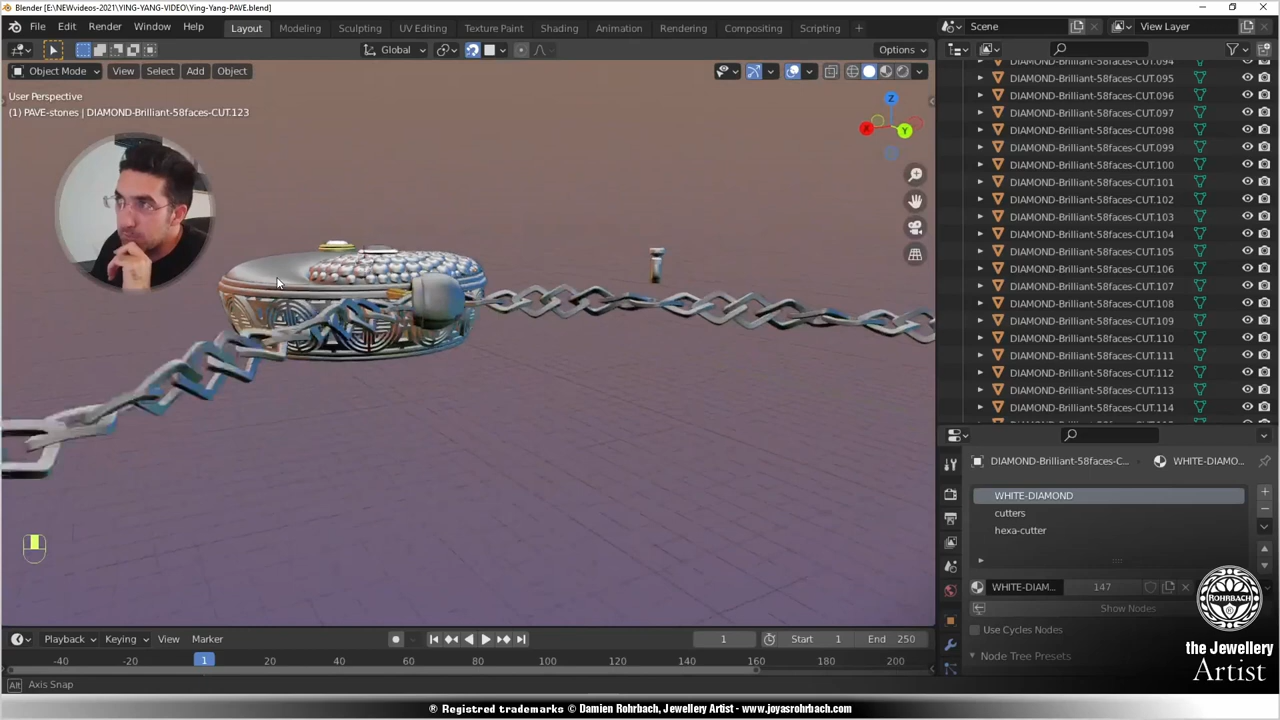 Blender [E:\NEWvideos-2021\YING-YANG-VIDEO\Ying-Yang-PAVE.blend]
File Edit Render Window Help Layout Modeling Sculpting UV Editing Texture Paint Shading Animation Rendering Compositing Scripting + Scene View Layer
Global Options
Object Mode View Select Add Object
User Perspective
(1) PAVE-stones | DIAMOND-Brilliant-58faces-CUT.123
Z
X Y
DIAMOND-Brilliant-58faces-CUT.094
DIAMOND-Brilliant-58faces-CUT.095
DIAMOND-Brilliant-58faces-CUT.096
DIAMOND-Brilliant-58faces-CUT.097
DIAMOND-Brilliant-58faces-CUT.098
DIAMOND-Brilliant-58faces-CUT.099
DIAMOND-Brilliant-58faces-CUT.100
DIAMOND-Brilliant-58faces-CUT.101
DIAMOND-Brilliant-58faces-CUT.102
DIAMOND-Brilliant-58faces-CUT.103
DIAMOND-Brilliant-58faces-CUT.104
DIAMOND-Brilliant-58faces-CUT.105
DIAMOND-Brilliant-58faces-CUT.106
DIAMOND-Brilliant-58faces-CUT.107
DIAMOND-Brilliant-58faces-CUT.108
DIAMOND-Brilliant-58faces-CUT.109
DIAMOND-Brilliant-58faces-CUT.110
DIAMOND-Brilliant-58faces-CUT.111
DIAMOND-Brilliant-58faces-CUT.112
DIAMOND-Brilliant-58faces-CUT.113
DIAMOND-Brilliant-58faces-CUT.114
DIAMOND-Brilliant-58faces-C... WHITE-DIAMO...
WHITE-DIAMOND
cutters
hexa-cutter
WHITE-DIAM... 147
Show Nodes
Use Cycles Nodes
Node Tree Presets
Playback Keying View Marker 1 Start 1 End 250
-40 -20 1 20 40 60 80 100 120 140 160 180 200
Alt Axis Snap
ROHRBACH
the Jewellery
Artist
® Registered trademarks © Damien Rohrbach, Jewellery Artist - www.joyasrohrbach.com